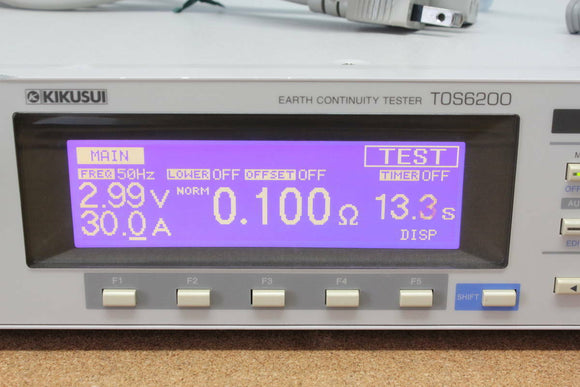 KIKUSUI
EARTH CONTINUITY TESTER TOS6200
MAIN TEST
FREQ 50Hz LOWER OFF OFFSET OFF TIMER OFF
2.99 V NORM 0.100 Ω 13.3 s
30.0 A DISP
F1 F2 F3 F4 F5
SHIFT